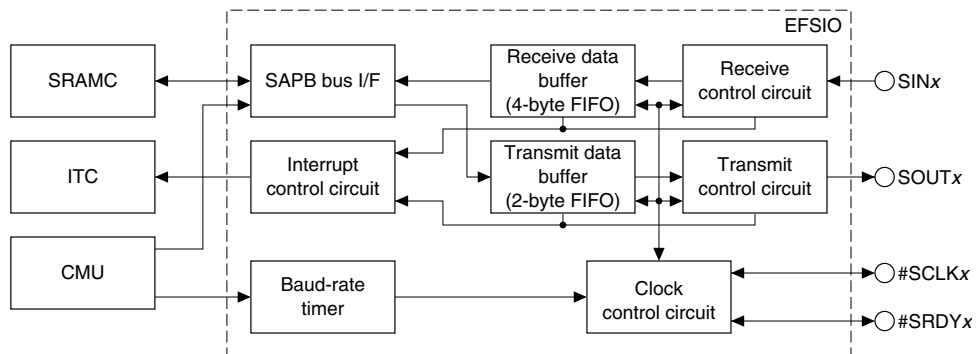 EFSIO
SRAMC
SAPB bus I/F
Receive data
buffer
(4-byte FIFO)
Receive
control circuit
SINx
ITC
Interrupt
control circuit
Transmit data
buffer
(2-byte FIFO)
Transmit
control circuit
SOUTx
CMU
Baud-rate
timer
Clock
control circuit
#SCLKx
#SRDYx